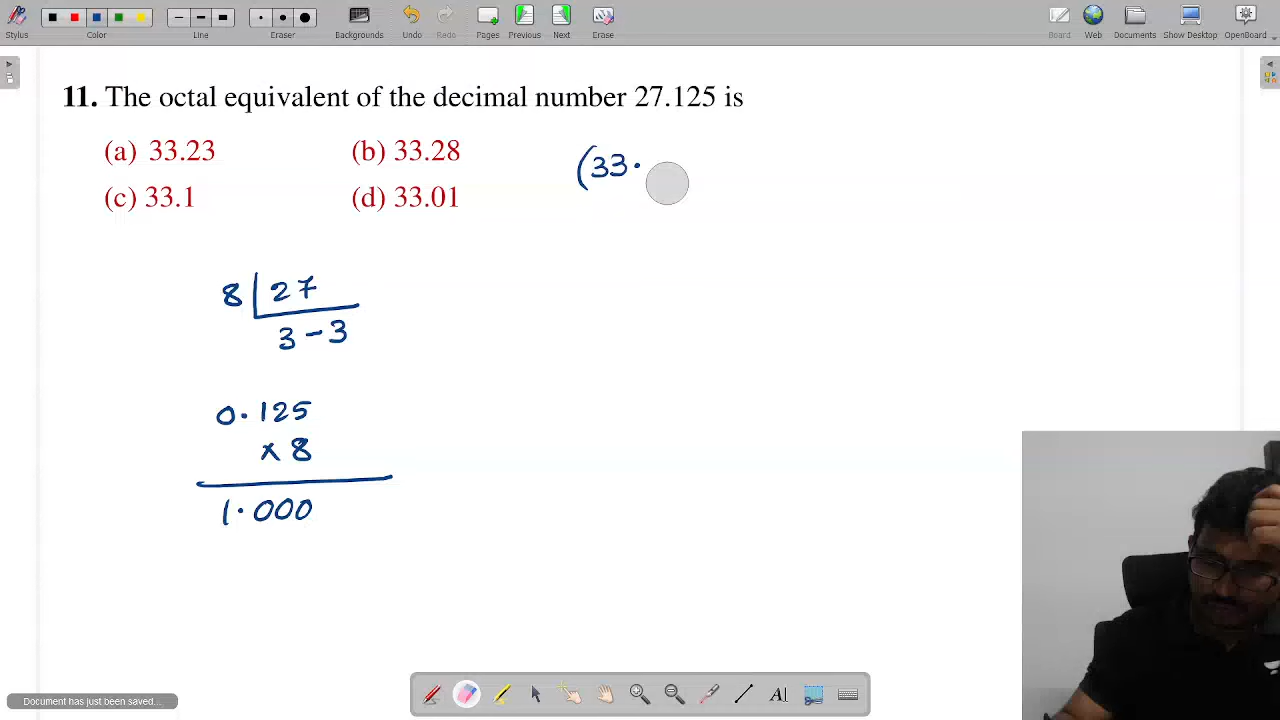 Stylus Color Line Eraser Backgrounds Undo Redo Pages Previous Next Erase Board Web Documents Show Desktop OpenBoard
11. The octal equivalent of the decimal number 27.125 is
(a) 33.23 (b) 33.28
(c) 33.1 (d) 33.01
(33.
8 27
3 - 3
0.125
x 8
1.000
Document has just been saved...
AI